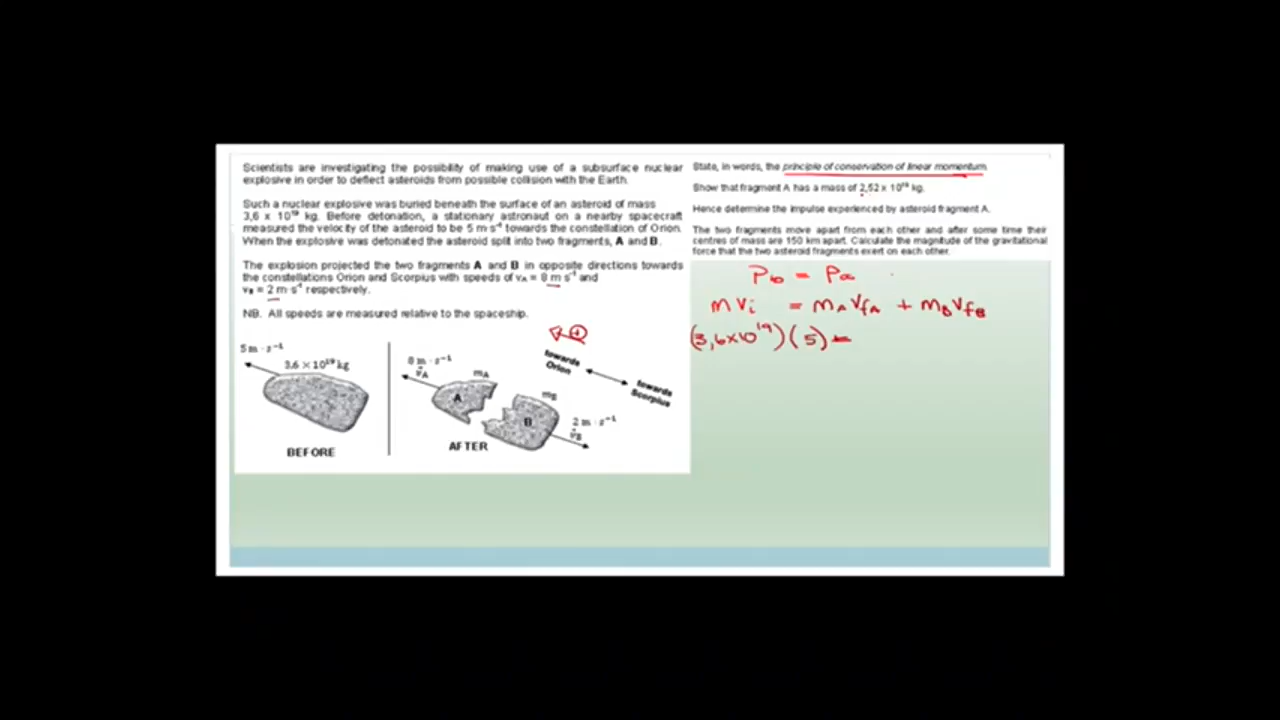 Scientists are investigating the possibility of making use of a subsurface nuclear
explosive in order to deflect asteroids from possible collision with the Earth.
Such a nuclear explosive was buried beneath the surface of an asteroid of mass
3,6 x 10¹⁹ kg. Before detonation, a stationary astronaut on a nearby spacecraft
measured the velocity of the asteroid to be 5 m·s⁻¹ towards the constellation of Orion.
When the explosive was detonated the asteroid split into two fragments, A and B.
The explosion projected the two fragments A and B in opposite directions towards
the constellations Orion and Scorpius with speeds of vA = 8 m s⁻¹ and
vB = 2 m·s⁻¹ respectively.
NB. All speeds are measured relative to the spaceship.
5 m · s⁻¹
3.6 × 10¹⁹ kg
BEFORE
8 m · s⁻¹
vA
mA
A
mB
B
2 m · s⁻¹
vB
AFTER
+
towards
Orion
towards
Scorpius
State, in words, the principle of conservation of linear momentum.
Show that fragment A has a mass of 2,52 x 10¹⁹ kg.
Hence determine the impulse experienced by asteroid fragment A.
The two fragments move apart from each other and after some time their
centres of mass are 150 km apart. Calculate the magnitude of the gravitational
force that the two asteroid fragments exert on each other.
Pb = Pa
mvi = mAvfA + mBvfB
(3,6×10¹⁹)(5) =